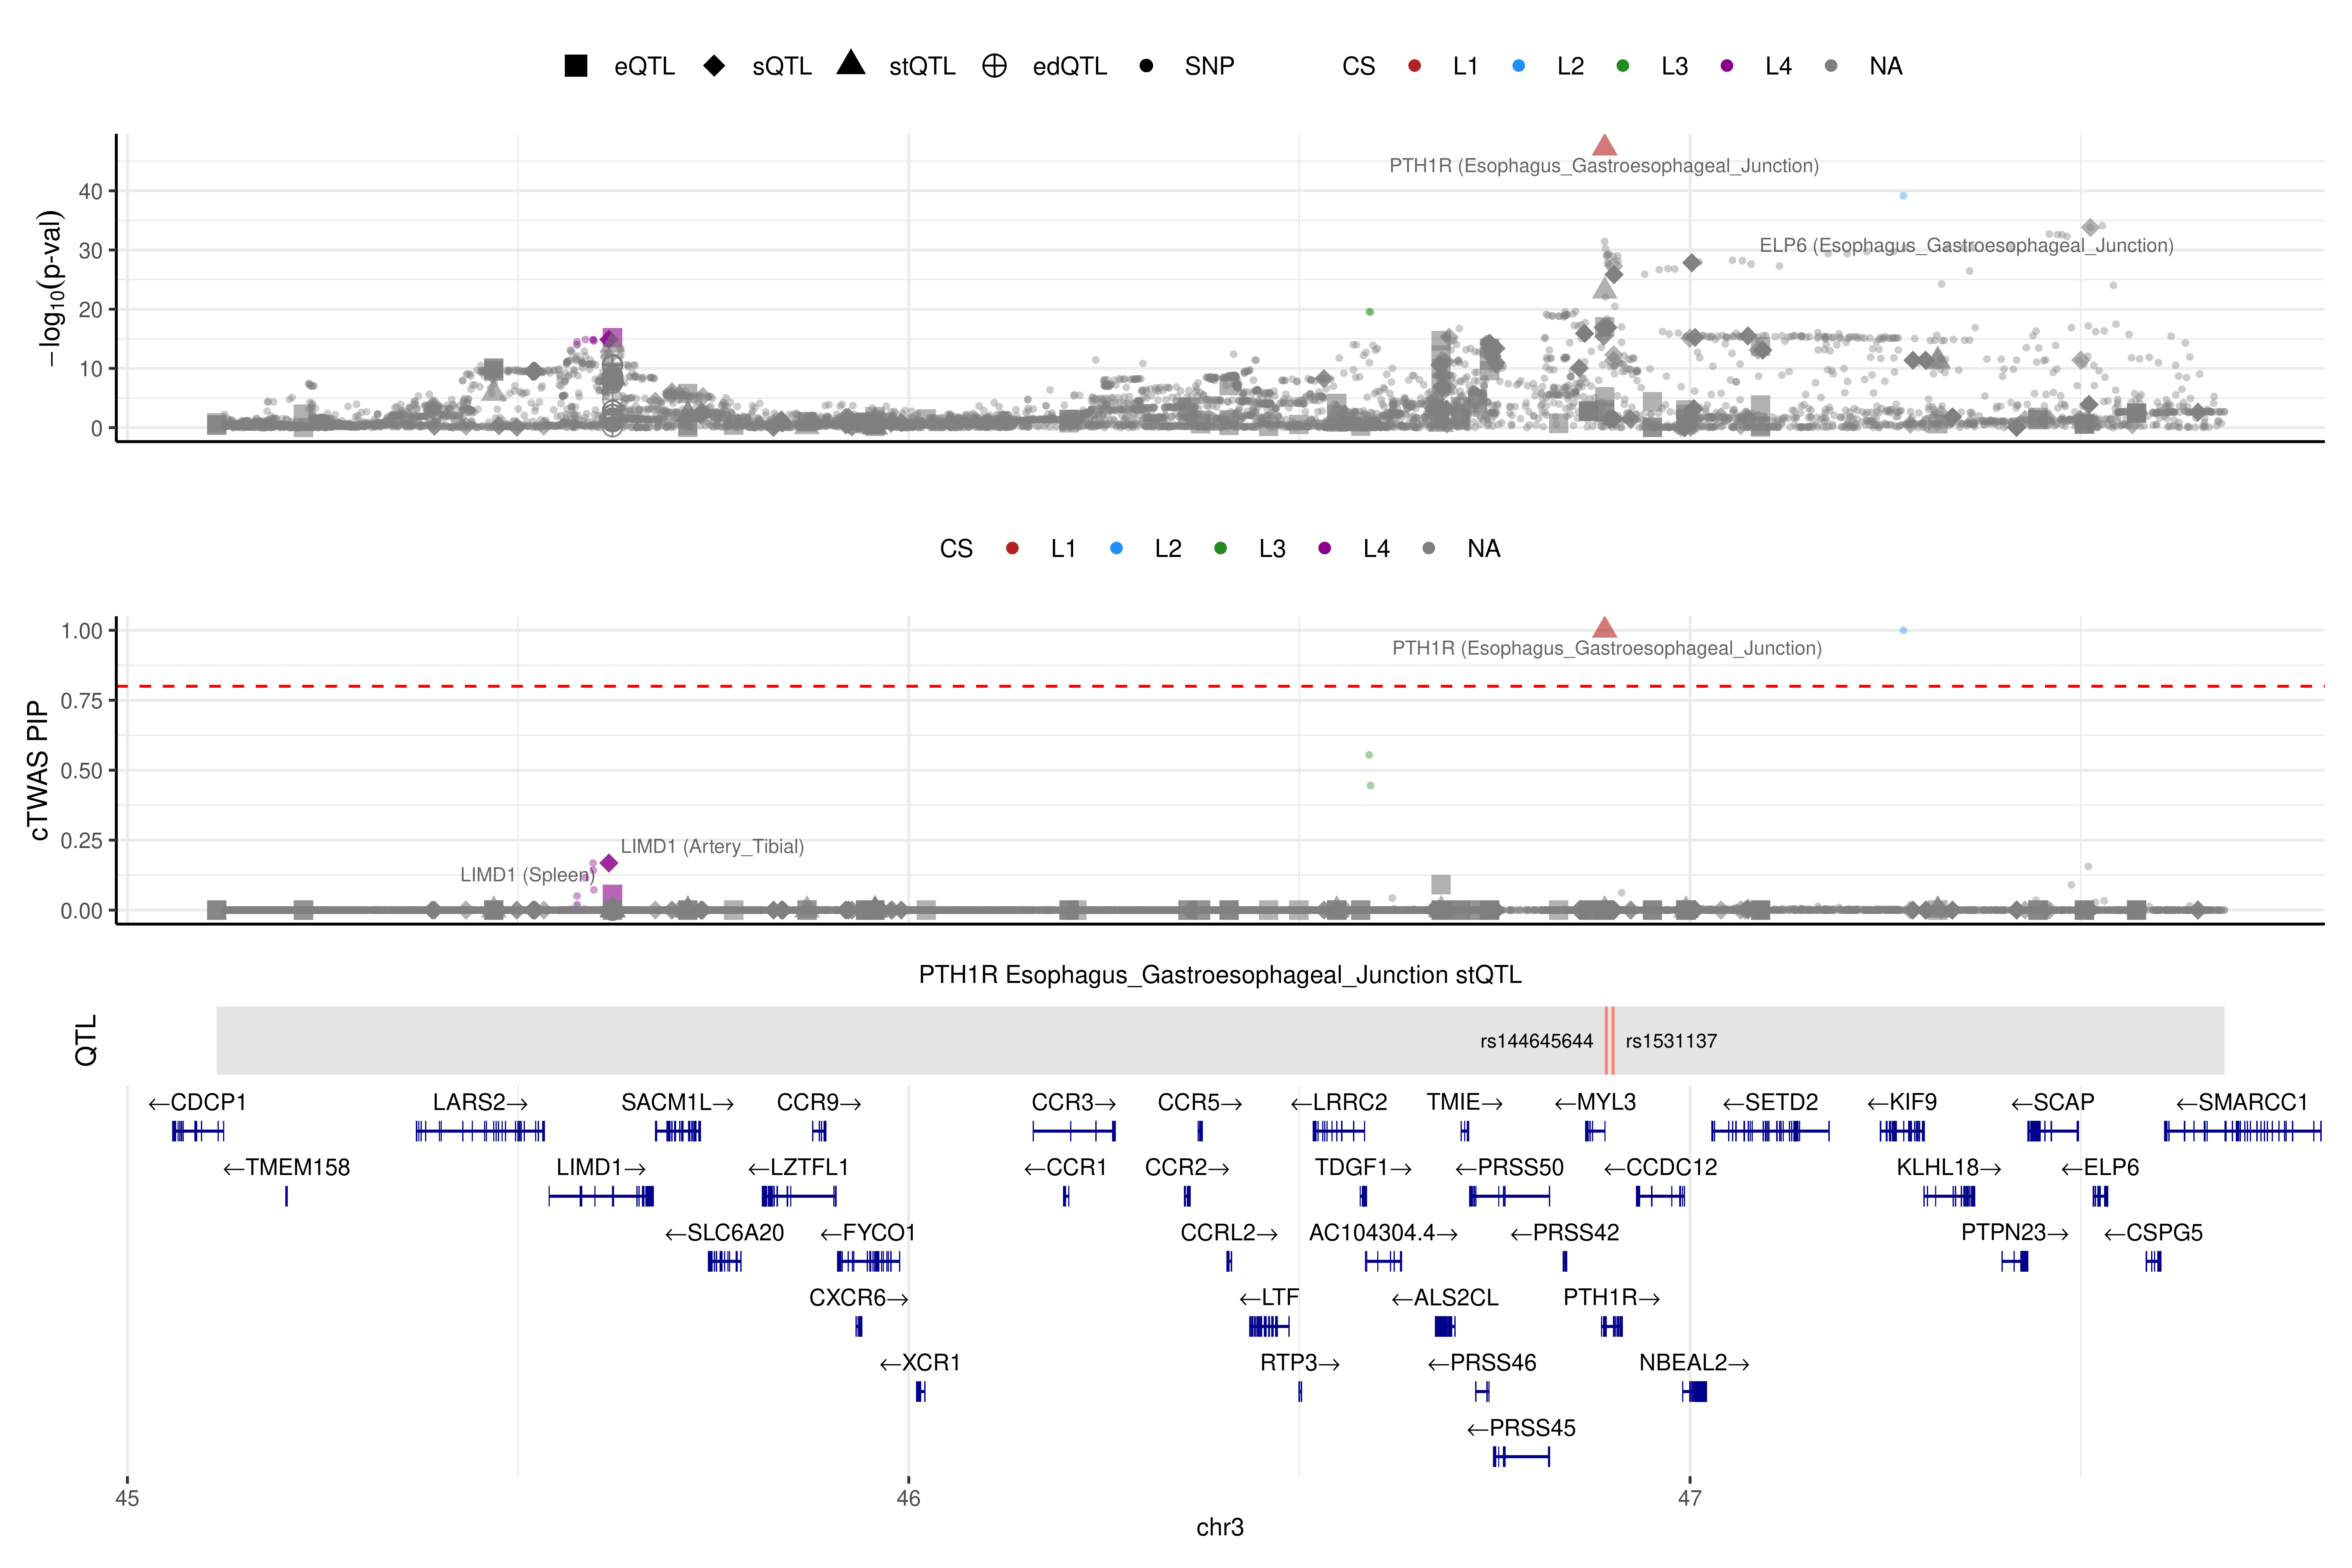 eQTL sQTL stQTL edQTL SNP CS L1 L2 L3 L4 NA
−log10(p-val)
40
30
20
10
0
PTH1R (Esophagus_Gastroesophageal_Junction)
ELP6 (Esophagus_Gastroesophageal_Junction)
CS L1 L2 L3 L4 NA
cTWAS PIP
1.00
0.75
0.50
0.25
0.00
PTH1R (Esophagus_Gastroesophageal_Junction)
LIMD1 (Artery_Tibial)
LIMD1 (Spleen)
PTH1R Esophagus_Gastroesophageal_Junction stQTL
QTL
rs144645644 rs1531137
←CDCP1 LARS2→ SACM1L→ CCR9→ CCR3→ CCR5→ ←LRRC2 TMIE→ ←MYL3 ←SETD2 ←KIF9 ←SCAP ←SMARCC1
←TMEM158 LIMD1→ ←LZTFL1 ←CCR1 CCR2→ TDGF1→ ←PRSS50 ←CCDC12 KLHL18→ ←ELP6
←SLC6A20 ←FYCO1 CCRL2→ AC104304.4→ ←PRSS42 PTPN23→ ←CSPG5
CXCR6→ ←LTF ←ALS2CL PTH1R→
←XCR1 RTP3→ ←PRSS46 NBEAL2→
←PRSS45
45 46 47
chr3